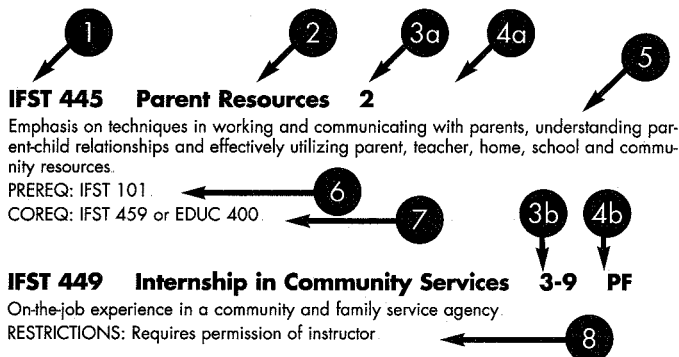 1 2 3a 4a 5
IFST 445 Parent Resources 2
Emphasis on techniques in working and communicating with parents, understanding par-
ent-child relationships and effectively utilizing parent, teacher, home, school and commu-
nity resources.
PREREQ: IFST 101. 6
COREQ: IFST 459 or EDUC 400. 7
3b 4b
IFST 449 Internship in Community Services 3-9 PF
On-the-job experience in a community and family service agency.
RESTRICTIONS: Requires permission of instructor. 8